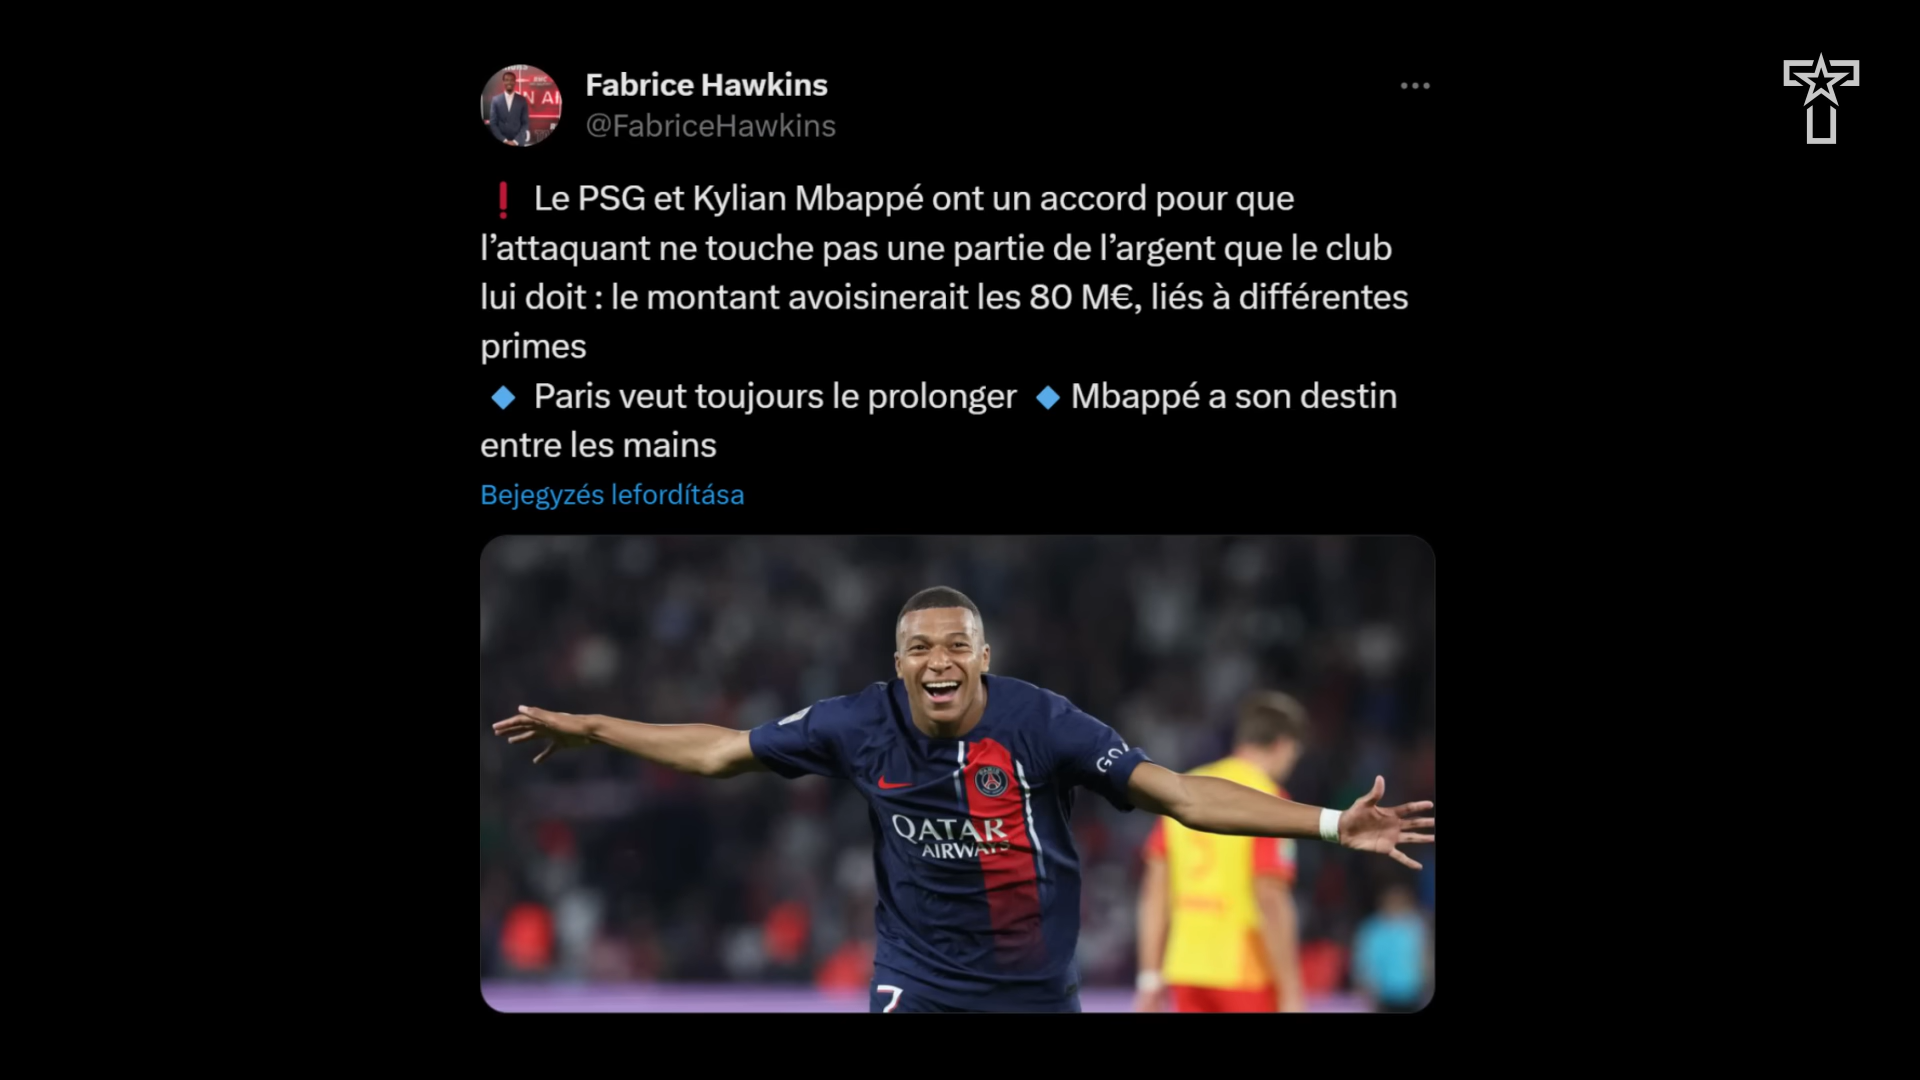 Fabrice Hawkins
@FabriceHawkins
❗ Le PSG et Kylian Mbappé ont un accord pour que
l’attaquant ne touche pas une partie de l’argent que le club
lui doit : le montant avoisinerait les 80 M€, liés à différentes
primes
🔹 Paris veut toujours le prolonger 🔹Mbappé a son destin
entre les mains
Bejegyzés lefordítása
QATAR
AIRWAYS
7